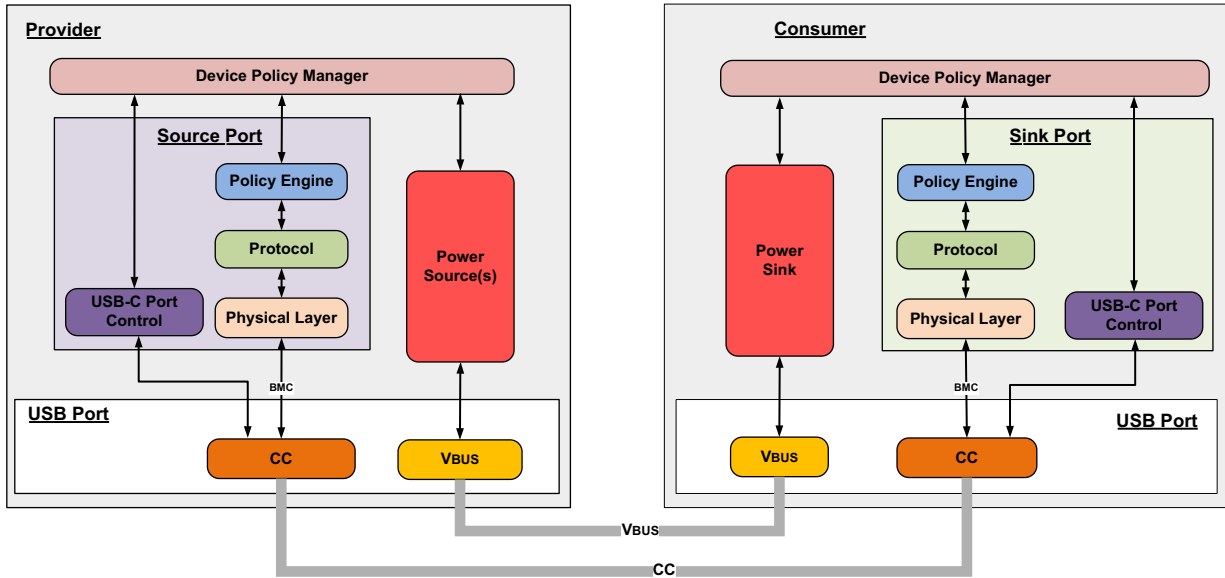 Provider
Device Policy Manager
Source Port
Policy Engine
Protocol
Physical Layer
USB-C Port
Control
Power
Source(s)
BMC
USB Port
CC
VBUS
Consumer
Device Policy Manager
Sink Port
Power
Sink
Policy Engine
Protocol
Physical Layer
USB-C Port
Control
BMC
USB Port
VBUS
CC
VBUS
CC